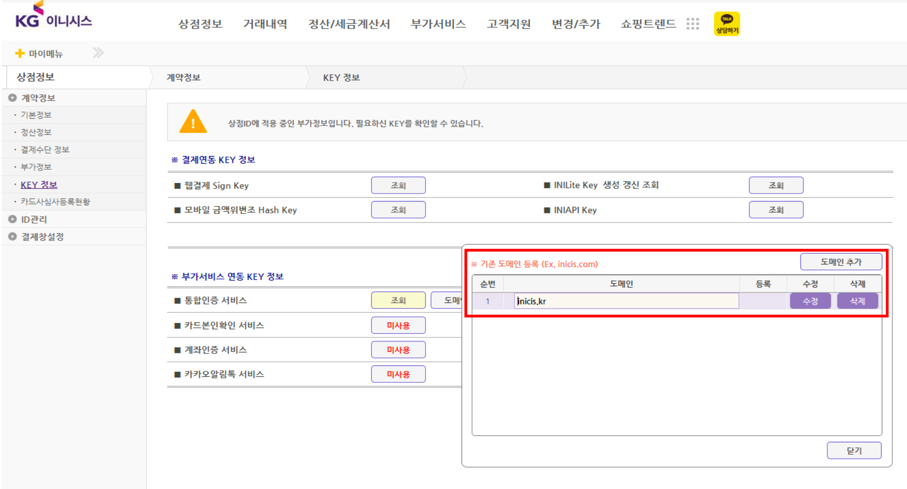 KG 이니시스
상점정보 거래내역 정산/세금계산서 부가서비스 고객지원 변경/추가 쇼핑트렌드 TALK 상담하기
마이메뉴
상점정보 계약정보 KEY 정보
계약정보
· 기본정보
· 정산정보
· 결제수단 정보
· 부가정보
· KEY 정보
· 카드사심사등록현황
ID관리
결제창설정
상점ID에 적용 중인 부가정보입니다. 필요하신 KEY를 확인할 수 있습니다.
※ 결제연동 KEY 정보
■ 웹결제 Sign Key 조회 ■ INILite Key 생성 갱신 조회 조회
■ 모바일 금액위변조 Hash Key 조회 ■ INIAPI Key 조회
※ 부가서비스 연동 KEY 정보
■ 통합인증 서비스 조회 도메인
■ 카드본인확인 서비스 미사용
■ 계좌인증 서비스 미사용
■ 카카오알림톡 서비스 미사용
※ 기존 도메인 등록 (Ex, inicis.com) 도메인 추가
순번 도메인 등록 수정 삭제
1 inicis.kr 수정 삭제
닫기